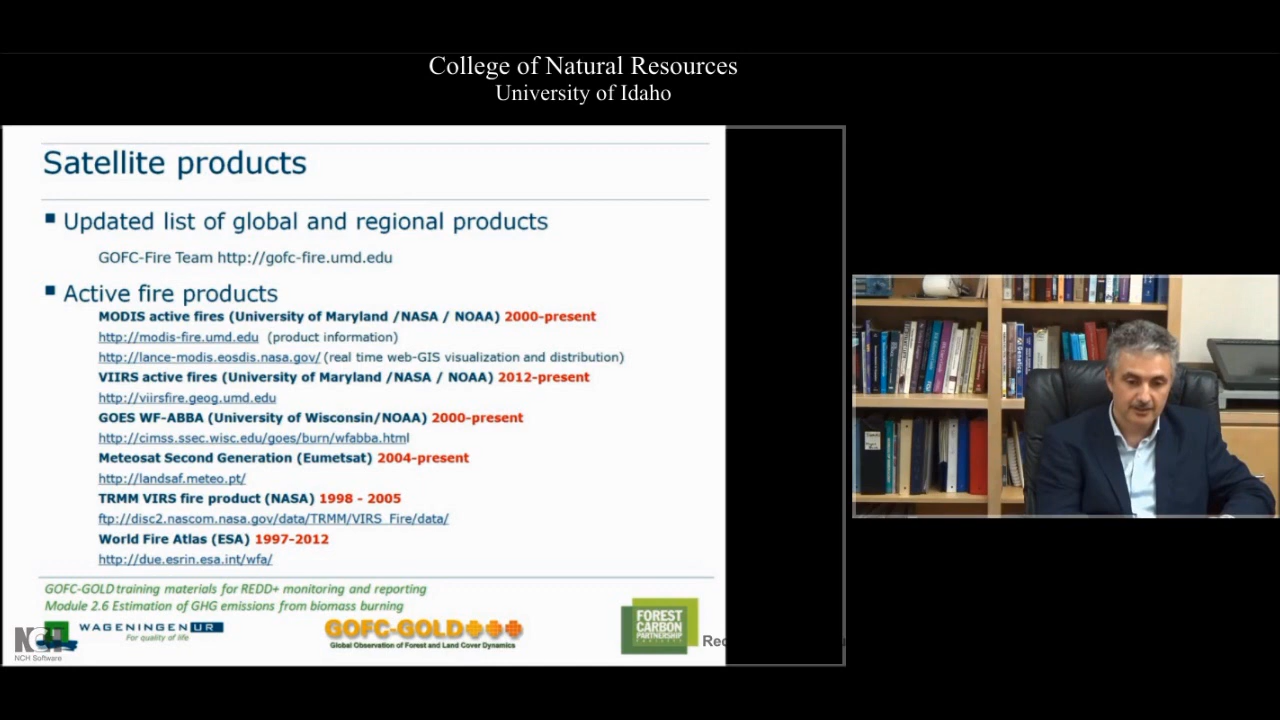 College of Natural Resources
University of Idaho
Satellite products
Updated list of global and regional products
GOFC-Fire Team http://gofc-fire.umd.edu
Active fire products
MODIS active fires (University of Maryland /NASA / NOAA) 2000-present
http://modis-fire.umd.edu (product information)
http://lance-modis.eosdis.nasa.gov/ (real time web-GIS visualization and distribution)
VIIRS active fires (University of Maryland /NASA / NOAA) 2012-present
http://viirsfire.geog.umd.edu
GOES WF-ABBA (University of Wisconsin/NOAA) 2000-present
http://cimss.ssec.wisc.edu/goes/burn/wfabba.html
Meteosat Second Generation (Eumetsat) 2004-present
http://landsaf.meteo.pt/
TRMM VIRS fire product (NASA) 1998 - 2005
ftp://disc2.nascom.nasa.gov/data/TRMM/VIRS_Fire/data/
World Fire Atlas (ESA) 1997-2012
http://due.esrin.esa.int/wfa/
GOFC-GOLD training materials for REDD+ monitoring and reporting
Module 2.6 Estimation of GHG emissions from biomass burning
WAGENINGEN UR
For quality of life
NCH
NCH Software
GOFC-GOLD
Global Observation of Forest and Land Cover Dynamics
FOREST
CARBON
PARTNERSHIP
Rec